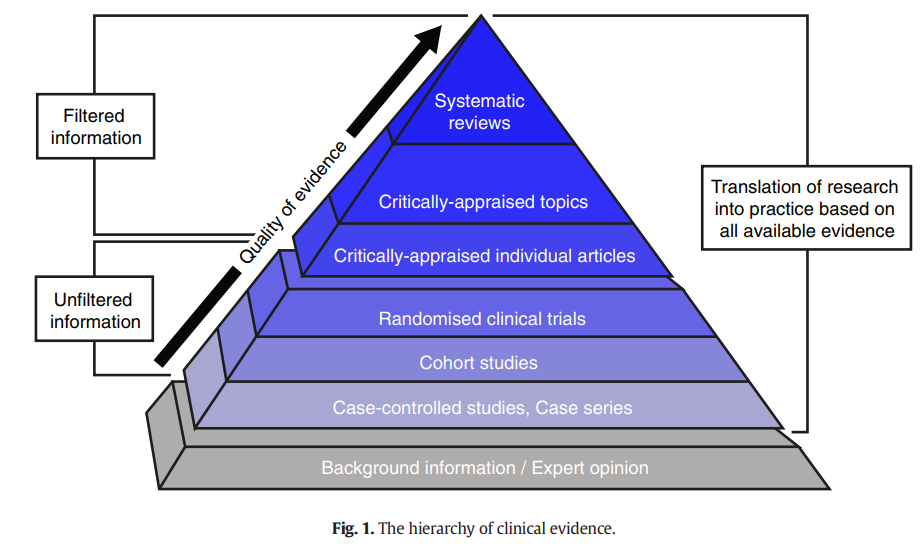 Systematic
reviews
Filtered
information
Quality of evidence
Critically-appraised topics
Translation of research
into practice based on
all available evidence
Critically-appraised individual articles
Unfiltered
information
Randomised clinical trials
Cohort studies
Case-controlled studies, Case series
Background information / Expert opinion
Fig. 1. The hierarchy of clinical evidence.